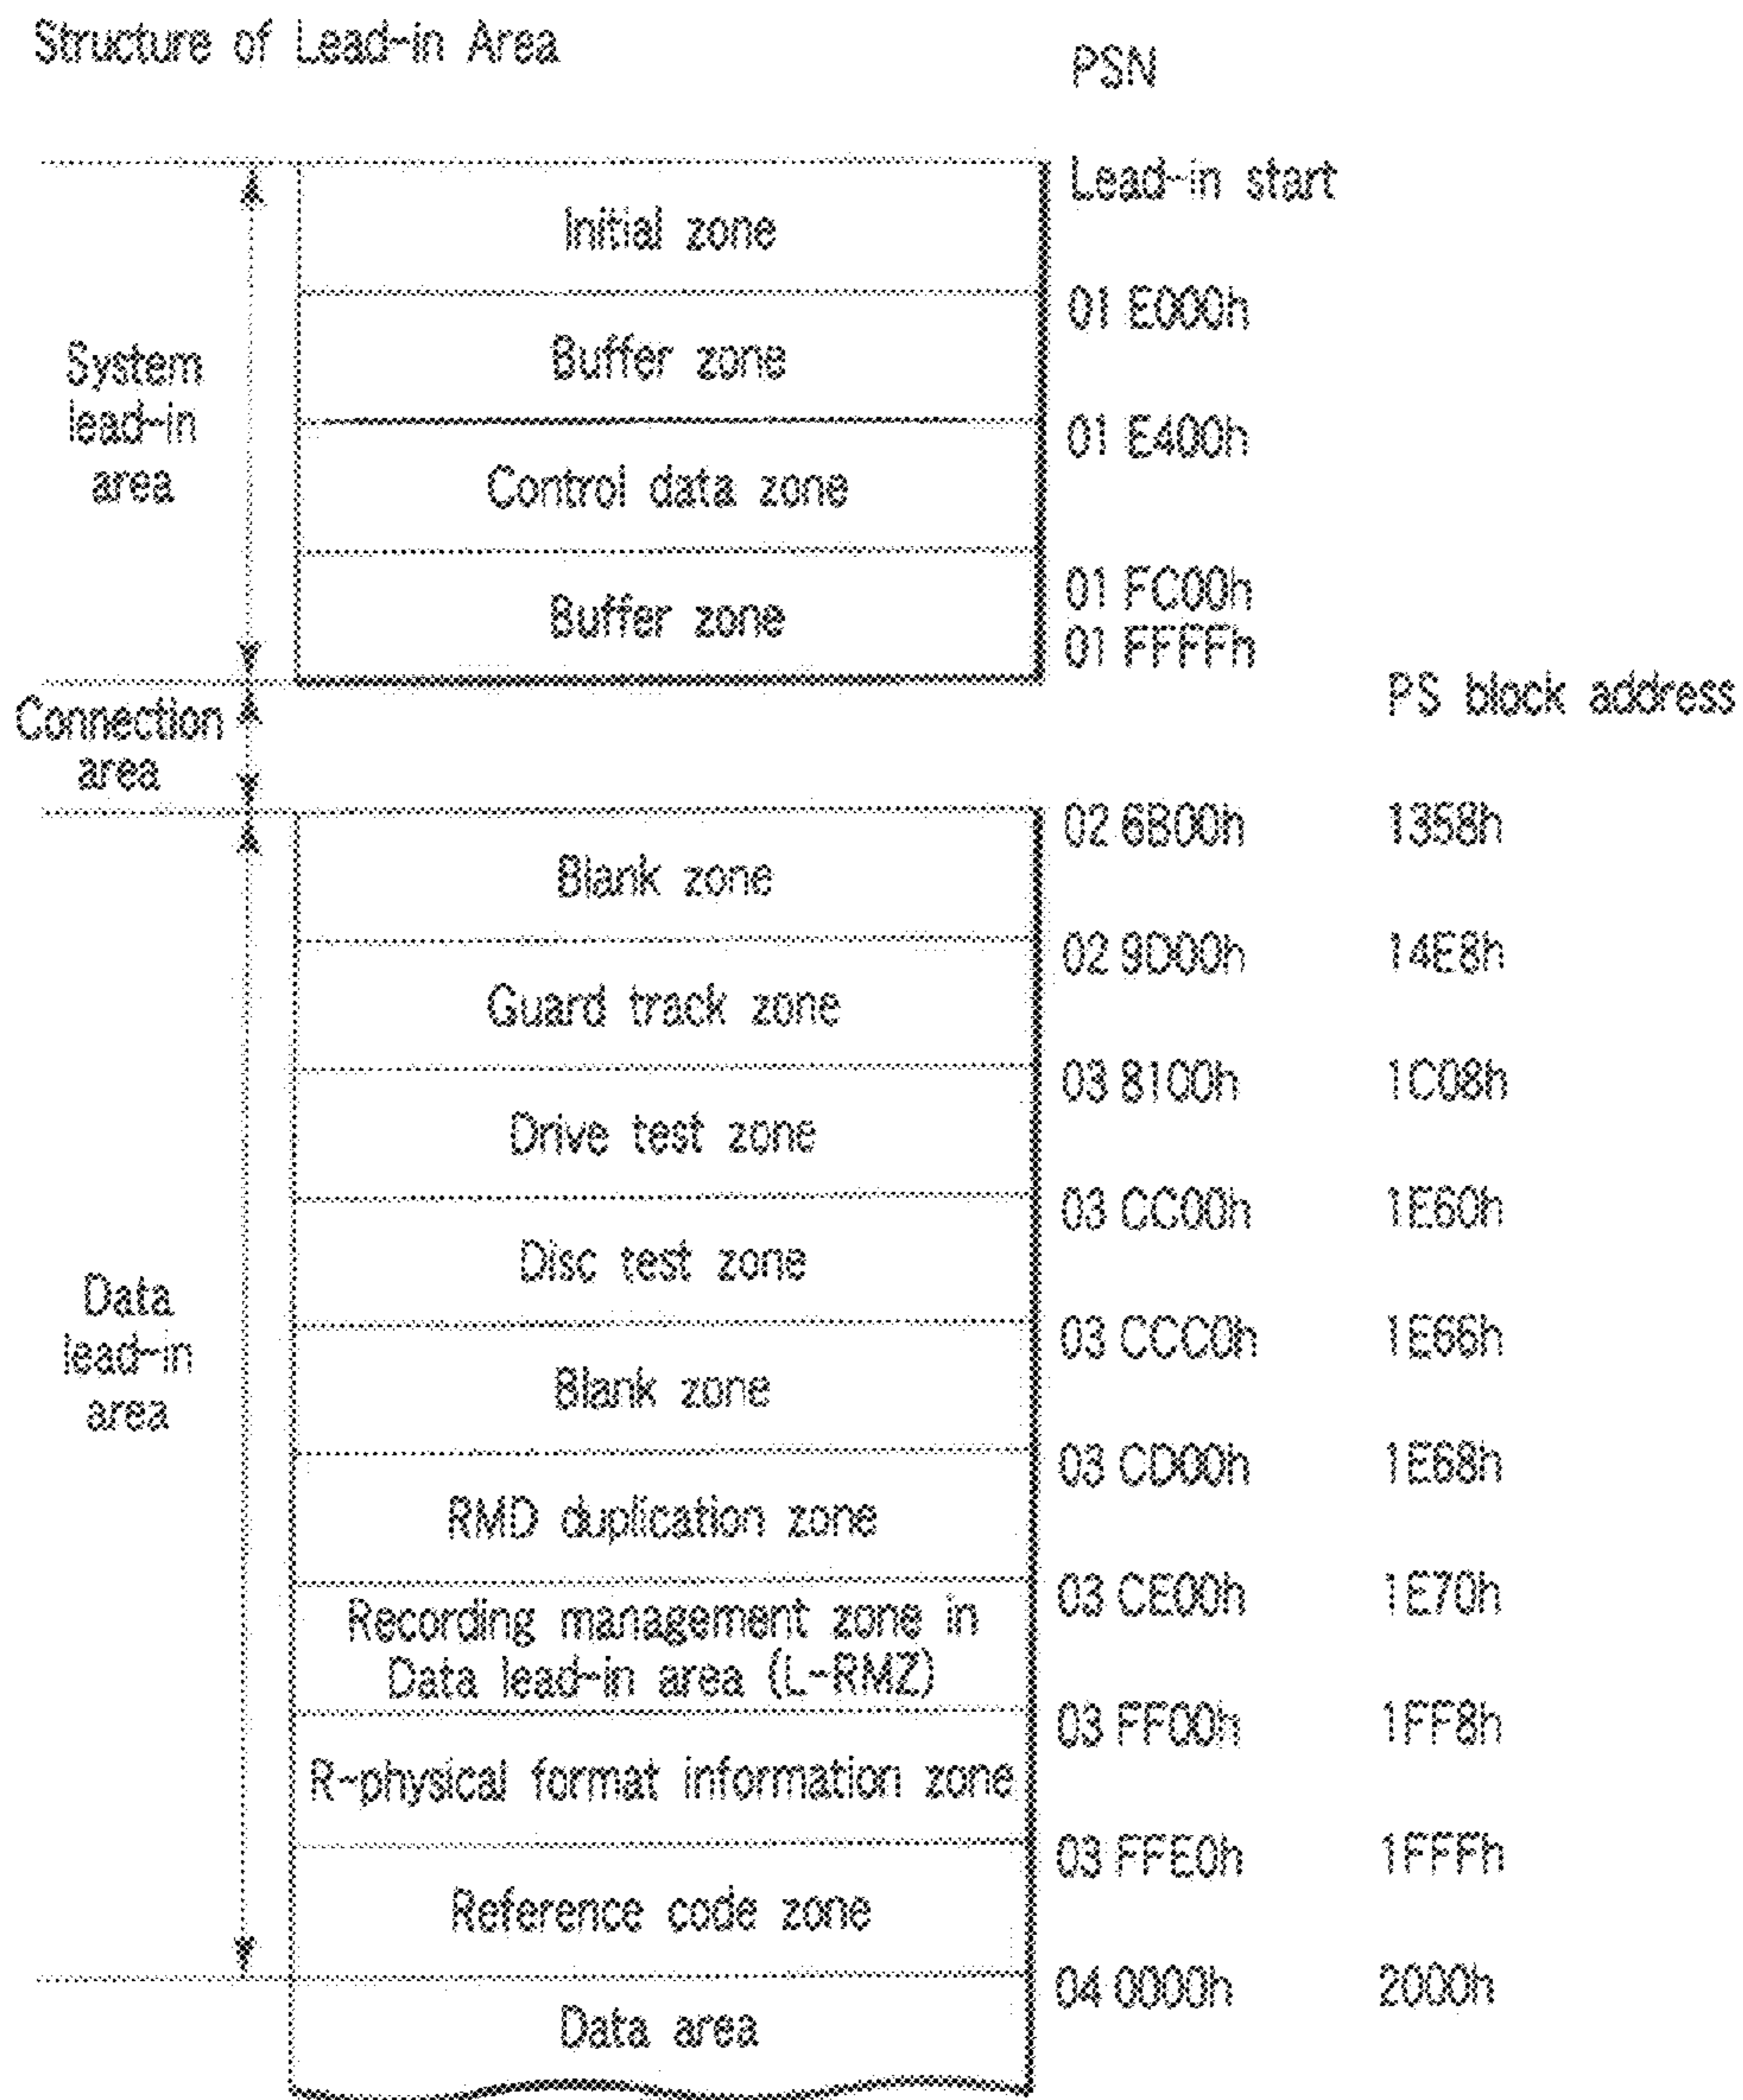 Structure of Lead-in Area
PSN
Lead-in start
Initial zone
01 E000h
Buffer zone
System
lead-in
area
01 E400h
Control data zone
01 FC00h
Buffer zone
01 FFFFh
PS block address
Connection
area
02 6B00h 1358h
Blank zone
02 9D00h 14E8h
Guard track zone
03 8100h 1C08h
Drive test zone
03 CC00h 1E60h
Disc test zone
Data
lead-in
area
03 CCC0h 1E66h
Blank zone
03 CD00h 1E68h
RMD duplication zone
03 CE00h 1E70h
Recording management zone in
Data lead-in area (L-RMZ)
03 FF00h 1FF8h
R-physical format information zone
03 FFE0h 1FFFh
Reference code zone
04 0000h 2000h
Data area